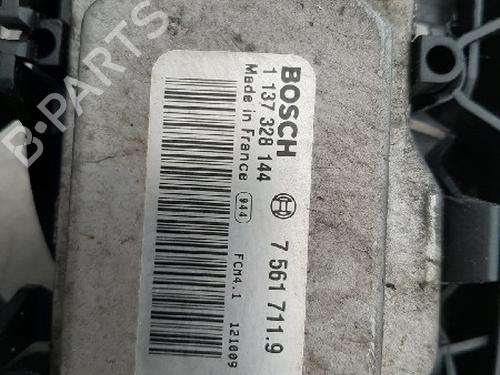 BOSCH
1 137 328 144
7 561 711.9
Made in France
944
FCM4.1
121009
B-PARTS